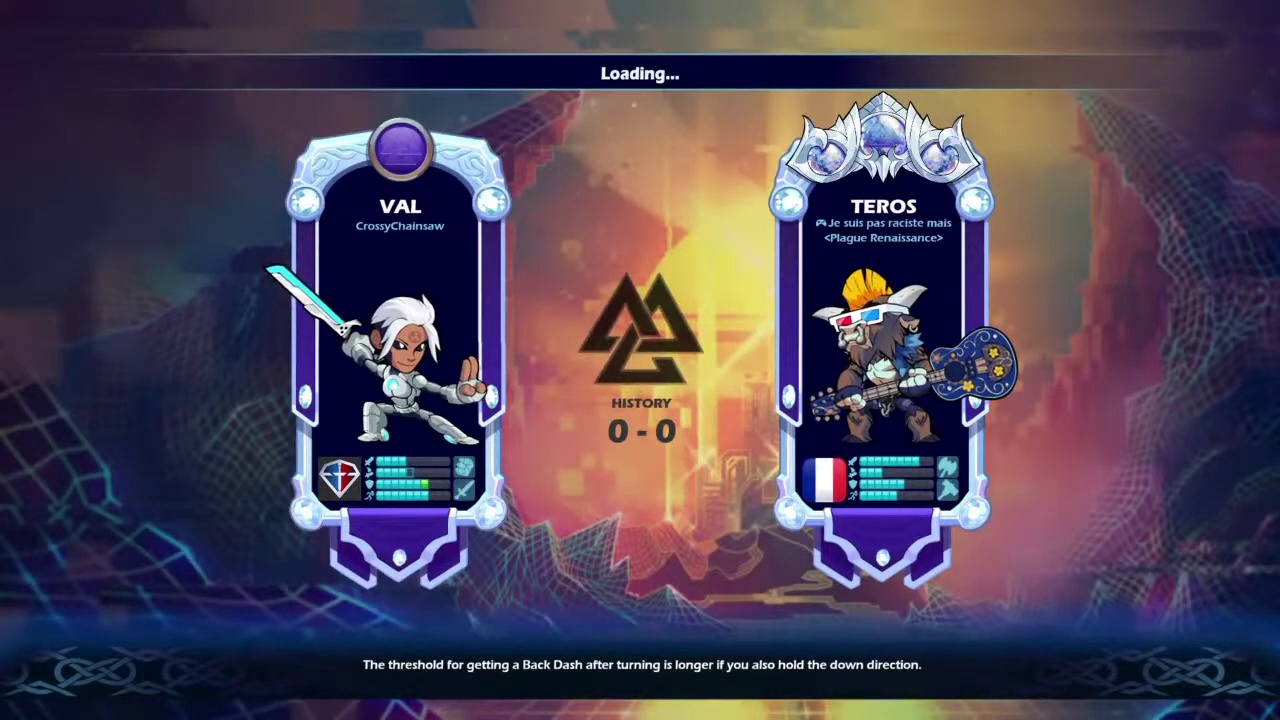 Loading...
VAL
CrossyChainsaw
TEROS
Je suis pas raciste mais
<Plague Renaissance>
HISTORY
0 - 0
The threshold for getting a Back Dash after turning is longer if you also hold the down direction.